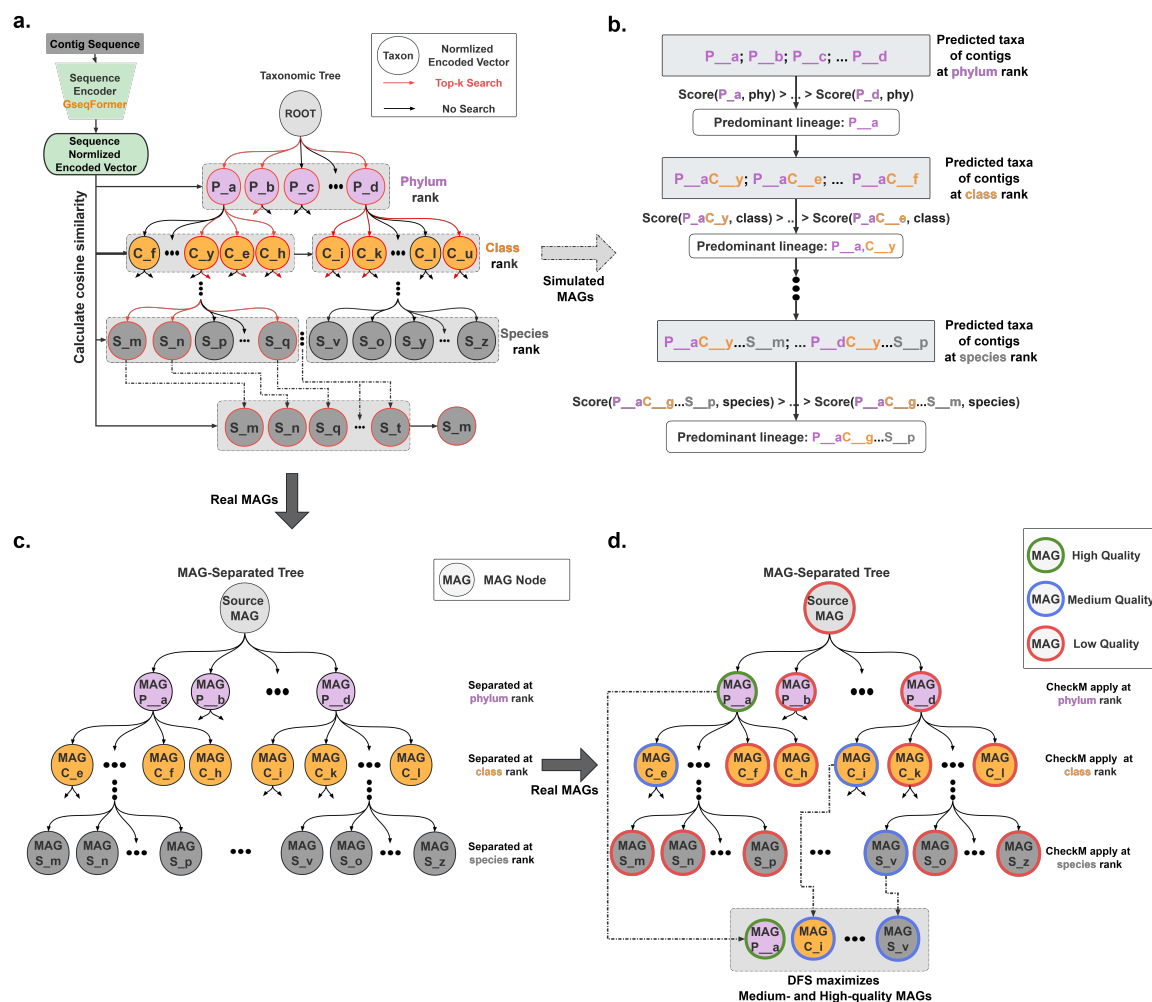 a.
Contig Sequence
Sequence
Encoder
GseqFormer
Sequence
Normlized
Encoded Vector
Calculate cosine similarity
Taxonomic Tree
ROOT
Taxon
Normlized
Encoded Vector
Top-k Search
No Search
P_a P_b P_c ••• P_d
Phylum
rank
C_f ••• C_y C_e C_h C_i C_k ••• C_l C_u
Class
rank
S_m S_n S_p ••• S_q S_v S_o S_y ••• S_z
Species
rank
S_m S_n S_q ••• S_t S_m
Simulated
MAGs
Real MAGs
b.
P__a; P__b; P__c; ... P__d
Predicted taxa
of contigs
at phylum rank
Score(P_a, phy) > ... > Score(P_d, phy)
Predominant lineage: P__a
P__aC__y; P__aC__e; ... P__aC__f
Predicted taxa
of contigs
at class rank
Score(P_aC_y, class) > ... > Score(P_aC__e, class)
Predominant lineage: P__a,C__y
P__aC__y...S__m; ... P__dC__y...S__p
Predicted taxa
of contigs
at species rank
Score(P__aC__g...S__p, species) > ... > Score(P__aC__g...S__m, species)
Predominant lineage: P__aC__g...S__p
c.
MAG-Separated Tree
MAG MAG Node
Source
MAG
MAG P__a MAG P__b ••• MAG P__d
Separated at
phylum rank
MAG C_e ••• MAG C_f MAG C_h MAG C_i MAG C_k ••• MAG C_l
Separated at
class rank
MAG S_m MAG S_n ••• MAG S_p ••• MAG S_v MAG S_o ••• MAG S_z
Separated at
species rank
Real MAGs
d.
MAG-Separated Tree
MAG High Quality
MAG Medium Quality
MAG Low Quality
Source
MAG
MAG P__a MAG P__b ••• MAG P__d
CheckM apply at
phylum rank
MAG C_e ••• MAG C_f MAG C_h MAG C_i MAG C_k ••• MAG C_l
CheckM apply at
class rank
MAG S_m MAG S_n ••• MAG S_p ••• MAG S_v MAG S_o ••• MAG S_z
CheckM apply at
species rank
MAG P__a MAG C_i ••• MAG S_v
DFS maximizes
Medium- and High-quality MAGs